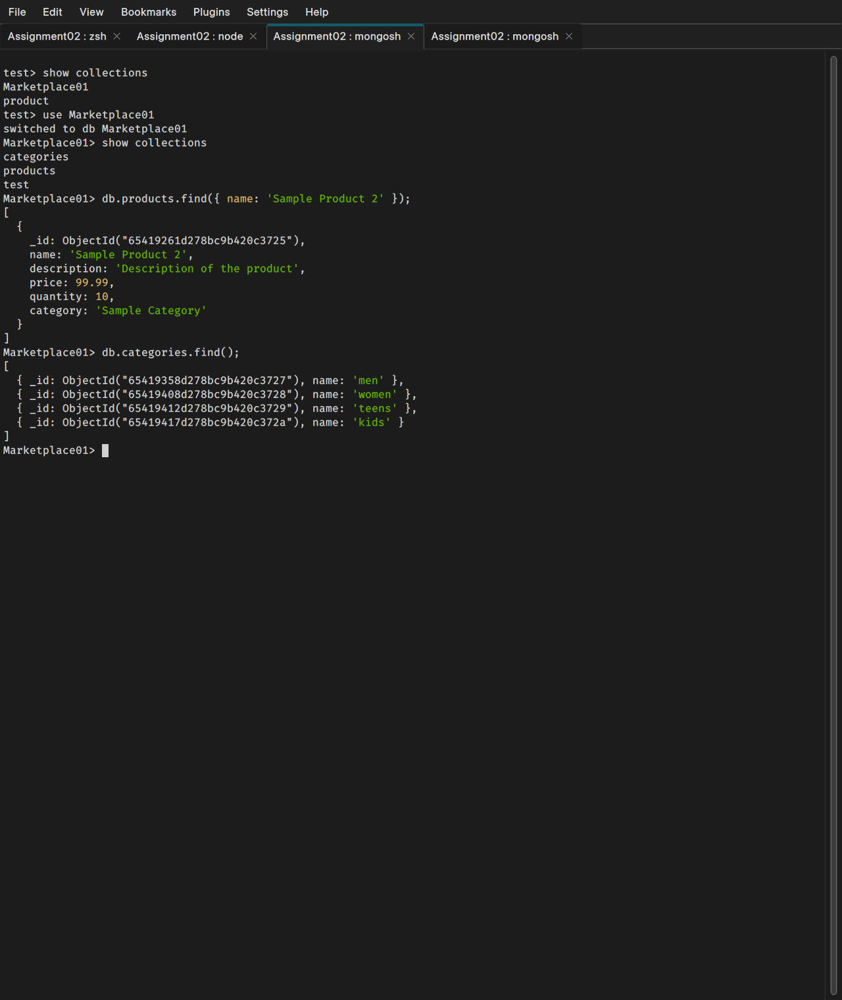 File Edit View Bookmarks Plugins Settings Help
Assignment02 : zsh Assignment02 : node Assignment02 : mongosh Assignment02 : mongosh
test> show collections
Marketplace01
product
test> use Marketplace01
switched to db Marketplace01
Marketplace01> show collections
categories
products
test
Marketplace01> db.products.find({ name: 'Sample Product 2' });
[
  {
    _id: ObjectId("65419261d278bc9b420c3725"),
    name: 'Sample Product 2',
    description: 'Description of the product',
    price: 99.99,
    quantity: 10,
    category: 'Sample Category'
  }
]
Marketplace01> db.categories.find();
[
  { _id: ObjectId("65419358d278bc9b420c3727"), name: 'men' },
  { _id: ObjectId("65419408d278bc9b420c3728"), name: 'women' },
  { _id: ObjectId("65419412d278bc9b420c3729"), name: 'teens' },
  { _id: ObjectId("65419417d278bc9b420c372a"), name: 'kids' }
]
Marketplace01>